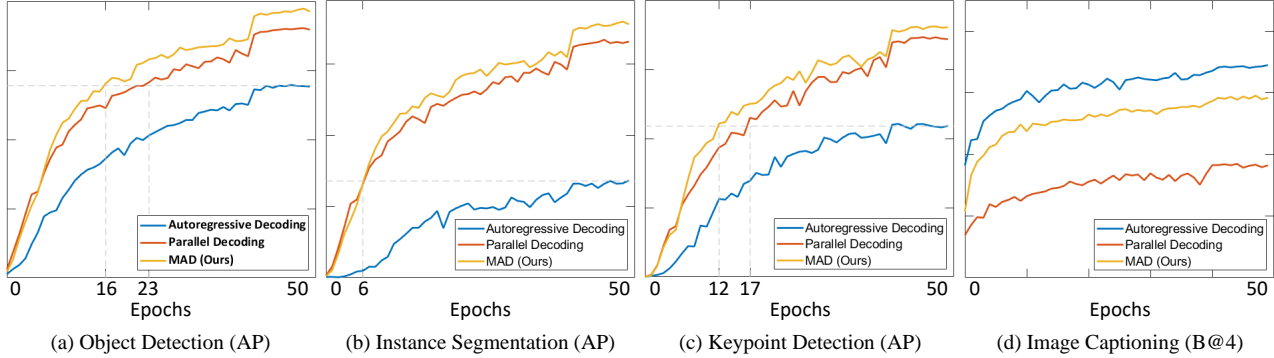 Autoregressive Decoding
Parallel Decoding
MAD (Ours)
0 16 23 50
Epochs
(a) Object Detection (AP)
Autoregressive Decoding
Parallel Decoding
MAD (Ours)
0 6 50
Epochs
(b) Instance Segmentation (AP)
Autoregressive Decoding
Parallel Decoding
MAD (Ours)
0 12 17 50
Epochs
(c) Keypoint Detection (AP)
Autoregressive Decoding
Parallel Decoding
MAD (Ours)
0 50
Epochs
(d) Image Captioning (B@4)